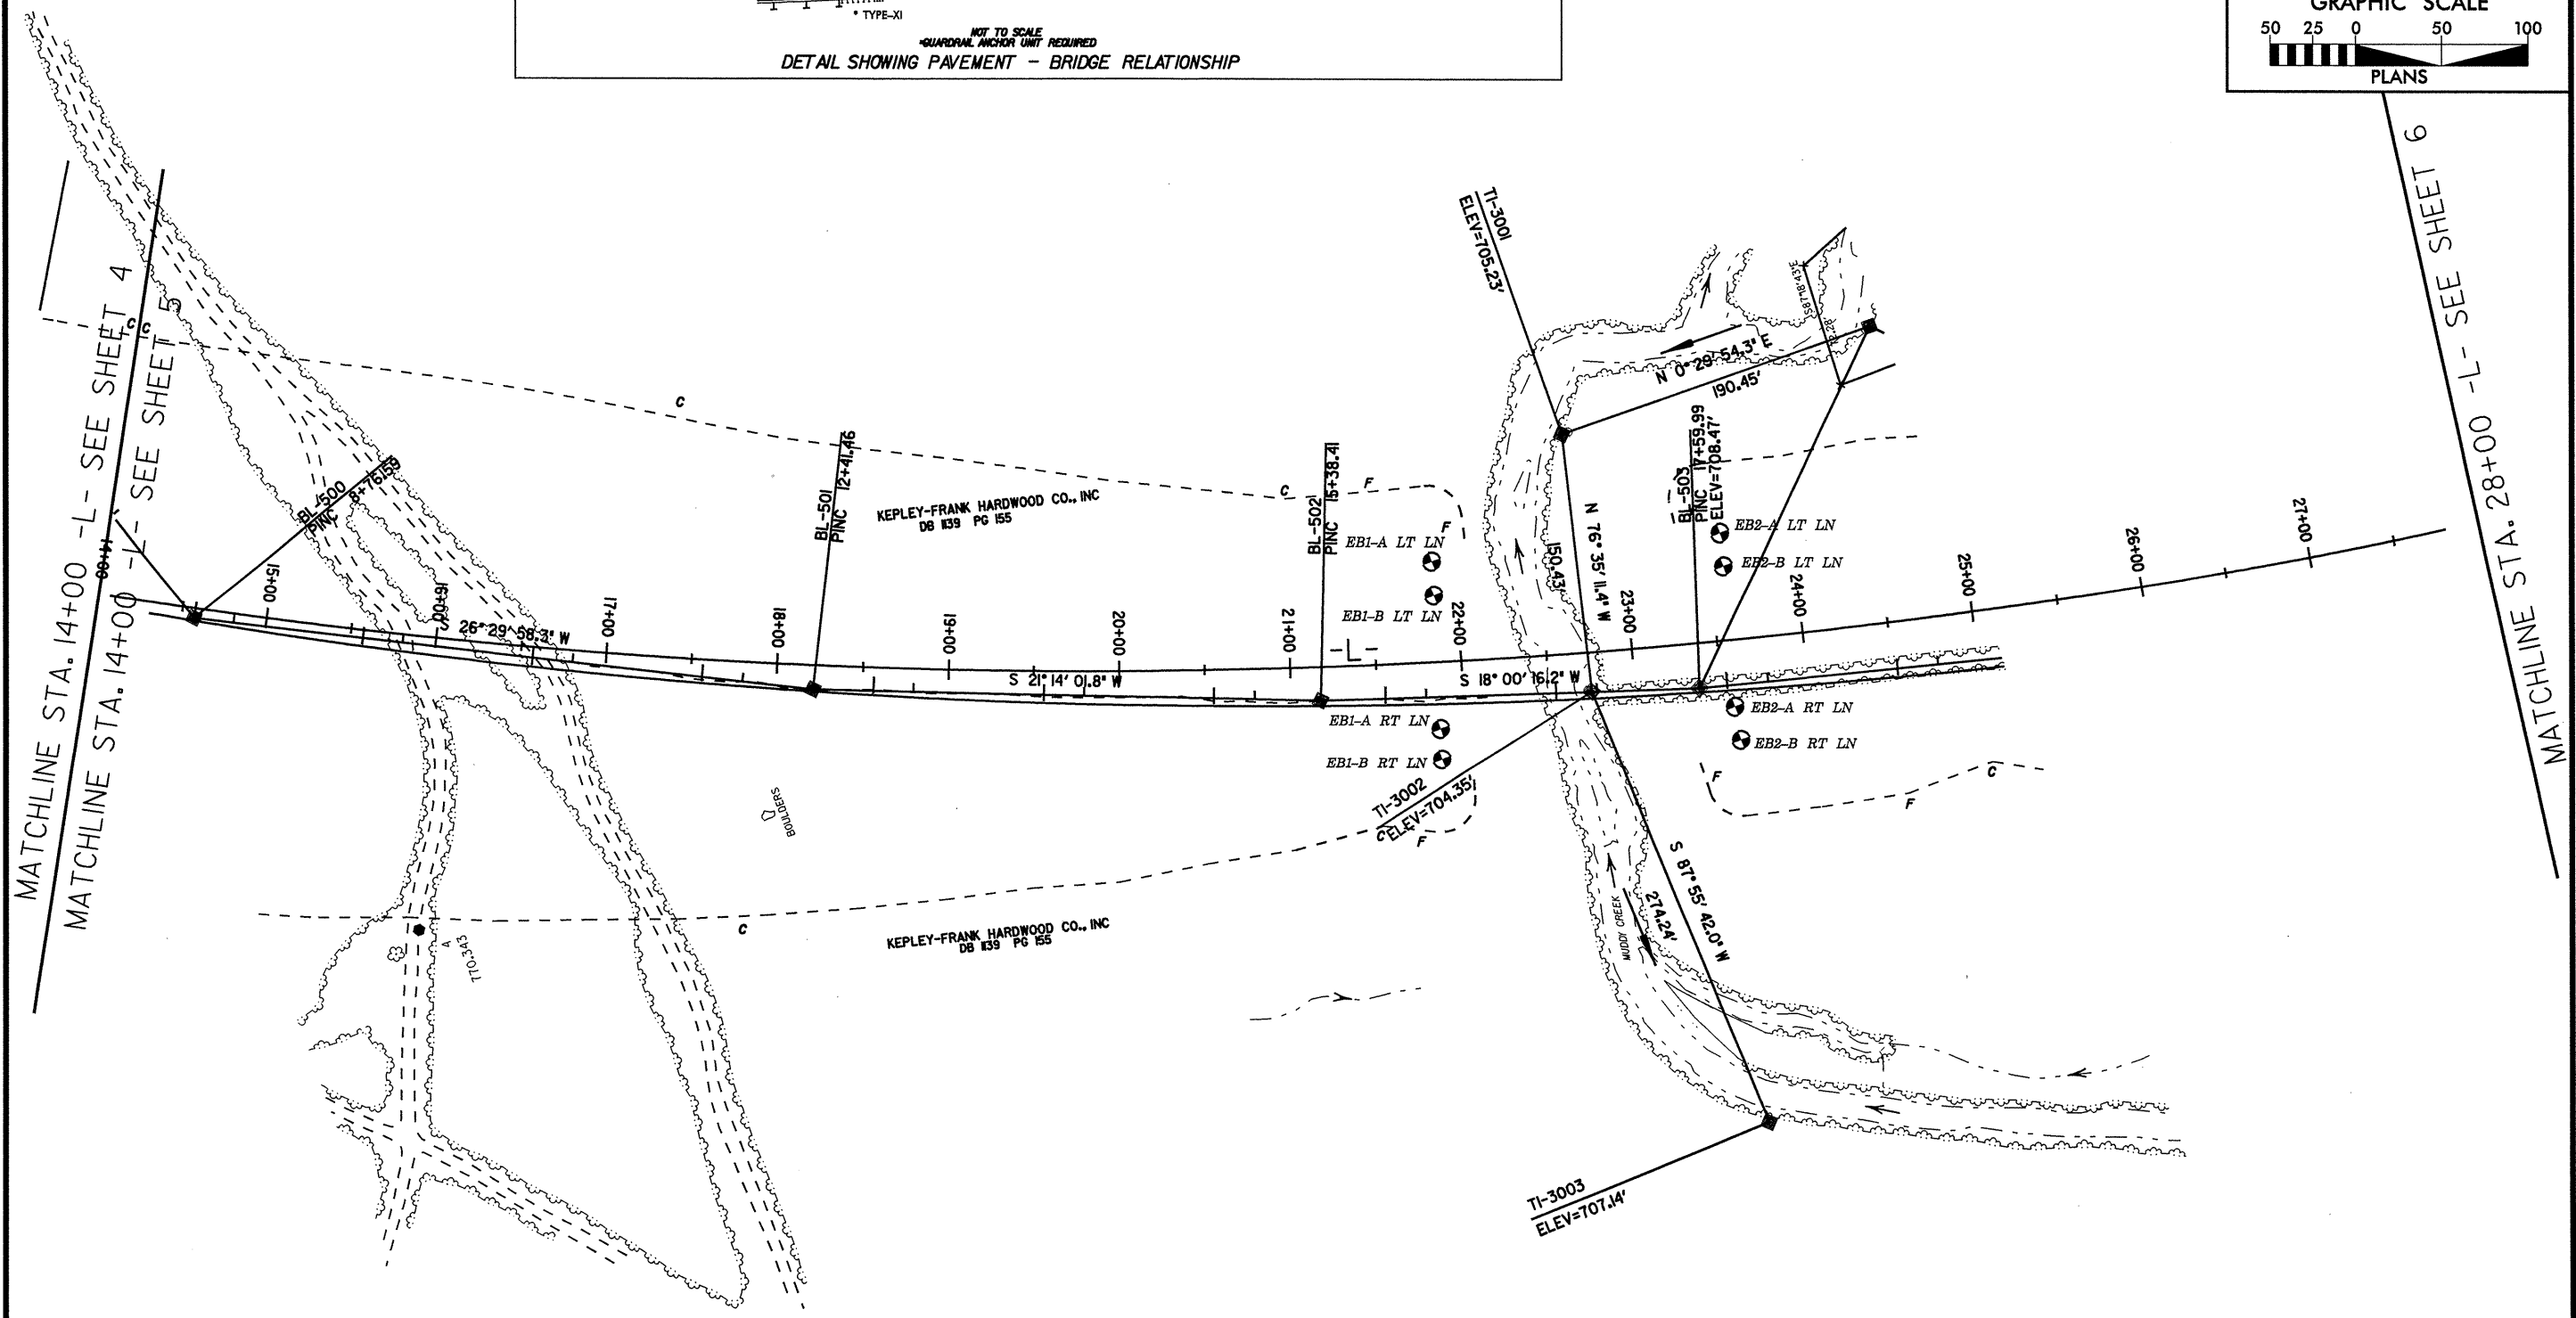 • TYPE-XI
NOT TO SCALE
*GUARDRAIL ANCHOR UNIT REQUIRED
DETAIL SHOWING PAVEMENT - BRIDGE RELATIONSHIP
GRAPHIC SCALE
50 25 0 50 100
PLANS
MATCHLINE STA. 14+00 -L- SEE SHEET 4
MATCHLINE STA. 14+00 -L- SEE SHEET 5
MATCHLINE STA. 28+00 -L- SEE SHEET 6
TI-3001
ELEV=705.23'
S87°18'43"E
N 0° 29' 54.3" E
190.45'
C
C
C
C
F
F
BL-500
PINC 8+76.159
BL-501
PINC 12+41.46
KEPLEY-FRANK HARDWOOD CO., INC
DB 1139 PG 155
BL-502
PINC 15+38.41
BL-503
PINC 17+59.99
ELEV=708.47'
EB1-A LT LN
EB1-B LT LN
EB2-A LT LN
EB2-B LT LN
N 76° 35' 11.4" W
150.43'
14+00
15+00
16+00
17+00
18+00
19+00
20+00
21+00
22+00
23+00
24+00
25+00
26+00
27+00
-L-
S 26° 29' 58.3" W
S 21° 14' 01.8" W
S 18° 00' 16.2" W
EB1-A RT LN
EB1-B RT LN
EB2-A RT LN
EB2-B RT LN
TI-3002
ELEV=704.35'
C
F
F
F
C
BOULDERS
S 87° 55' 42.0" W
274.24'
MUDDY CREEK
C
KEPLEY-FRANK HARDWOOD CO., INC
DB 1139 PG 155
A
770.343
TI-3003
ELEV=707.14'